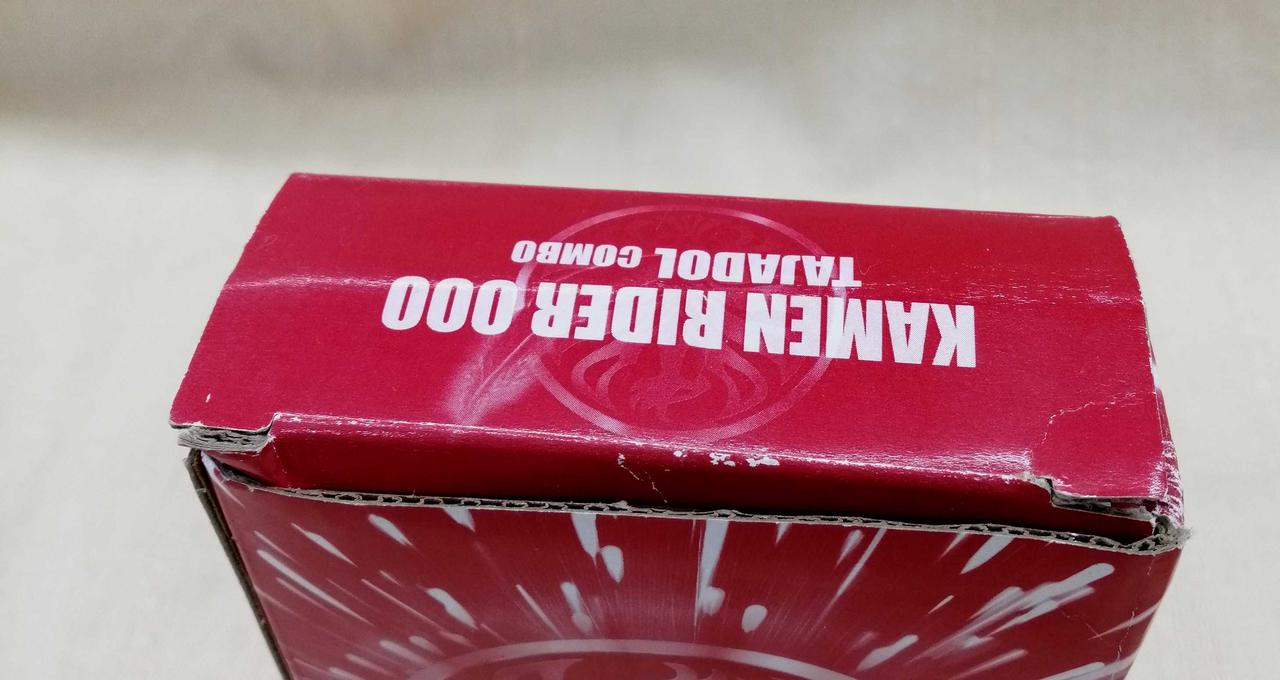 KAMEN RIDER OOO
TAJADOL COMBO